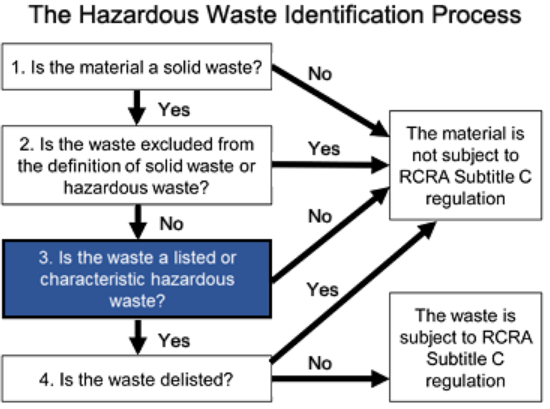 The Hazardous Waste Identification Process
1. Is the material a solid waste?
No
Yes
2. Is the waste excluded from
the definition of solid waste or
hazardous waste?
Yes
The material is
not subject to
RCRA Subtitle C
regulation
No
No
3. Is the waste a listed or
characteristic hazardous
waste?
Yes
Yes
The waste is
subject to RCRA
Subtitle C
regulation
4. Is the waste delisted?
No